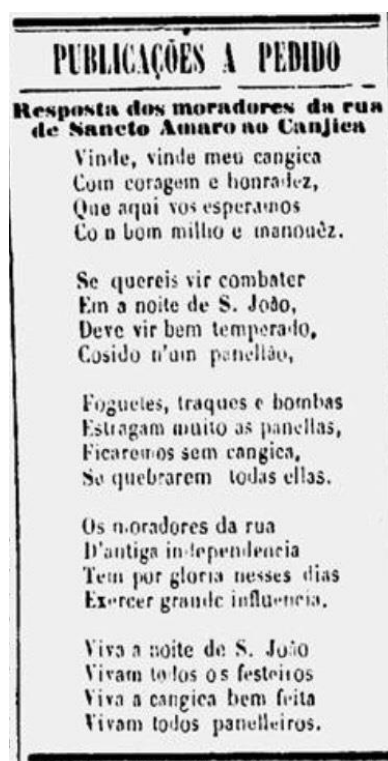 PUBLICAÇÕES A PEDIDO
Resposta dos moradores da rua
de Sancto Amaro ao Canjica
Vinde, vinde meu cangica
Com coragem e honradez,
Que aqui vos esperamos
Com bom milho e manouêz.
Se quereis vir combater
Em a noite de S. João,
Deve vir bem temperado,
Cosido n'um panellão,
Foguetes, traques e bombas
Estragam muito as panellas,
Ficaremos sem cangica,
Se quebrarem todas ellas.
Os moradores da rua
D'antiga independencia
Tem por gloria nesses dias
Exercer grande influencia.
Viva a noite de S. João
Vivam todos os festeiros
Viva a cangica bem feita
Vivam todos panelleiros.